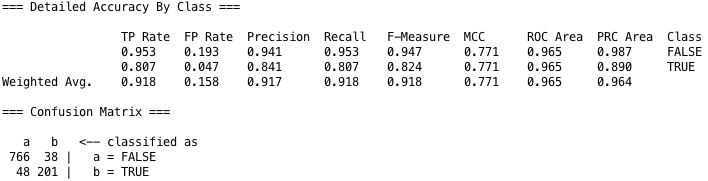 === Detailed Accuracy By Class ===
TP Rate FP Rate Precision Recall F-Measure MCC ROC Area PRC Area Class
0.953 0.193 0.941 0.953 0.947 0.771 0.965 0.987 FALSE
0.807 0.047 0.841 0.807 0.824 0.771 0.965 0.890 TRUE
Weighted Avg. 0.918 0.158 0.917 0.918 0.918 0.771 0.965 0.964
=== Confusion Matrix ===
a b <-- classified as
766 38 | a = FALSE
48 201 | b = TRUE